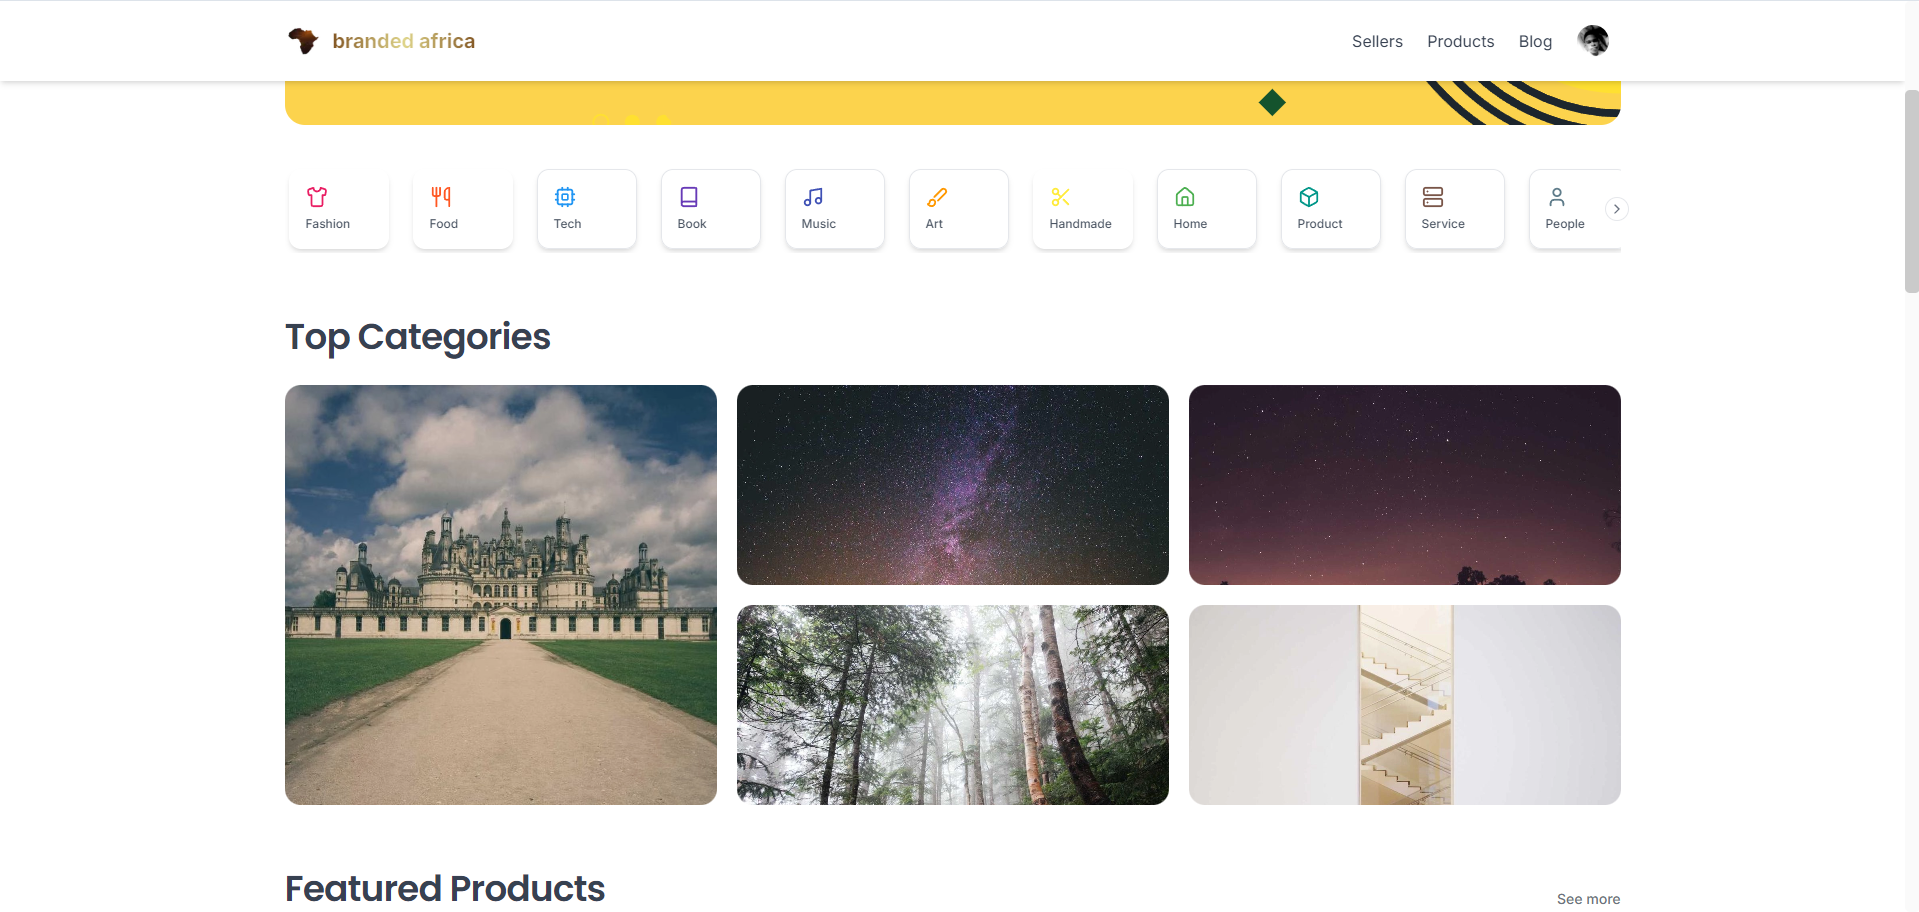 branded africa
Sellers
Products
Blog
Fashion
Food
Tech
Book
Music
Art
Handmade
Home
Product
Service
People
Top Categories
Featured Products
See more